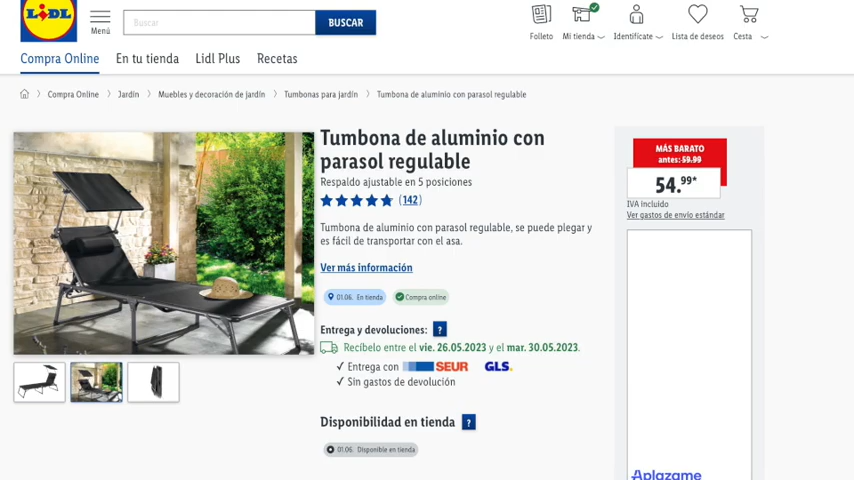 LIDL
Menú
Buscar
BUSCAR
Folleto
Mi tienda
Identifícate
Lista de deseos
Cesta
Compra Online
En tu tienda
Lidl Plus
Recetas
Compra Online
Jardín
Muebles y decoración de jardín
Tumbonas para jardín
Tumbona de aluminio con parasol regulable
Tumbona de aluminio con
parasol regulable
Respaldo ajustable en 5 posiciones
(142)
Tumbona de aluminio con parasol regulable, se puede plegar y
es fácil de transportar con el asa.
Ver más información
01.06. En tienda
Compra online
Entrega y devoluciones: ?
Recíbelo entre el vie. 26.05.2023 y el mar. 30.05.2023.
✓ Entrega con SEUR GLS.
✓ Sin gastos de devolución
Disponibilidad en tienda ?
01.06. Disponible en tienda
MÁS BARATO
antes: 59.99
54.99*
IVA incluido
Ver gastos de envío estándar
Aplazame